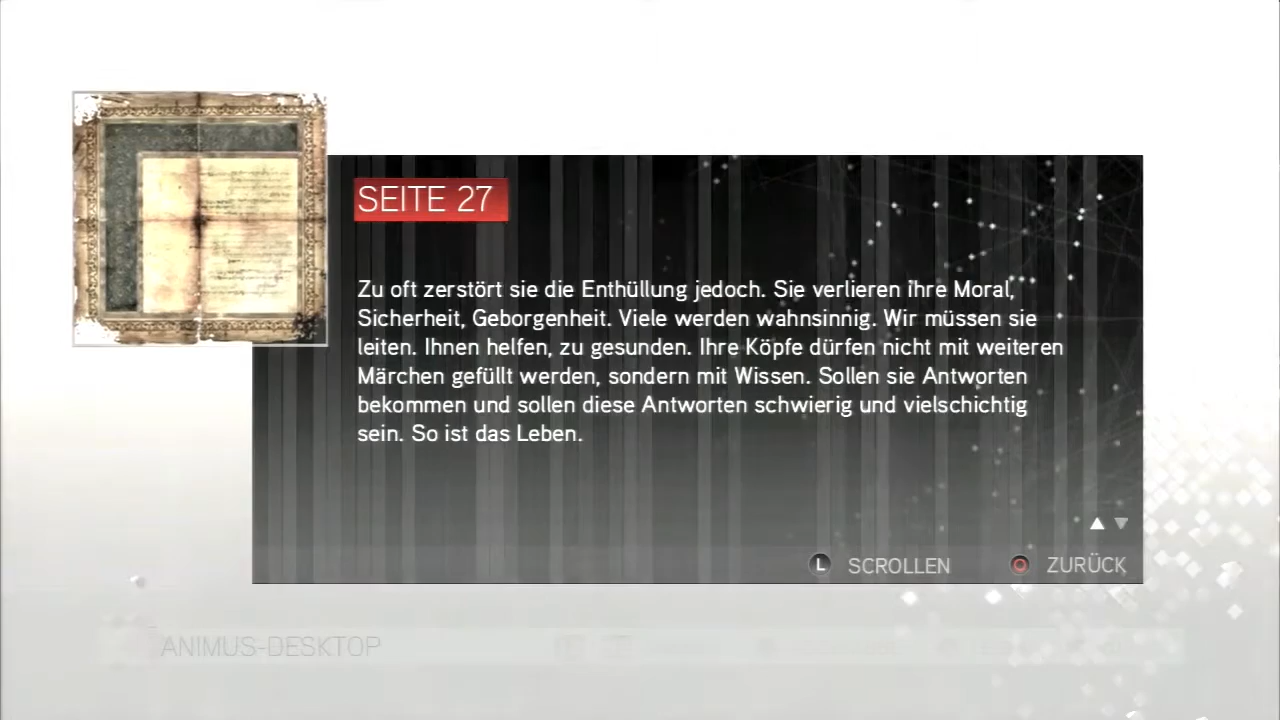 SEITE 27
Zu oft zerstört sie die Enthüllung jedoch. Sie verlieren ihre Moral,
Sicherheit, Geborgenheit. Viele werden wahnsinnig. Wir müssen sie
leiten. Ihnen helfen, zu gesunden. Ihre Köpfe dürfen nicht mit weiteren
Märchen gefüllt werden, sondern mit Wissen. Sollen sie Antworten
bekommen und sollen diese Antworten schwierig und vielschichtig
sein. So ist das Leben.
L SCROLLEN ZURÜCK
ANIMUS-DESKTOP